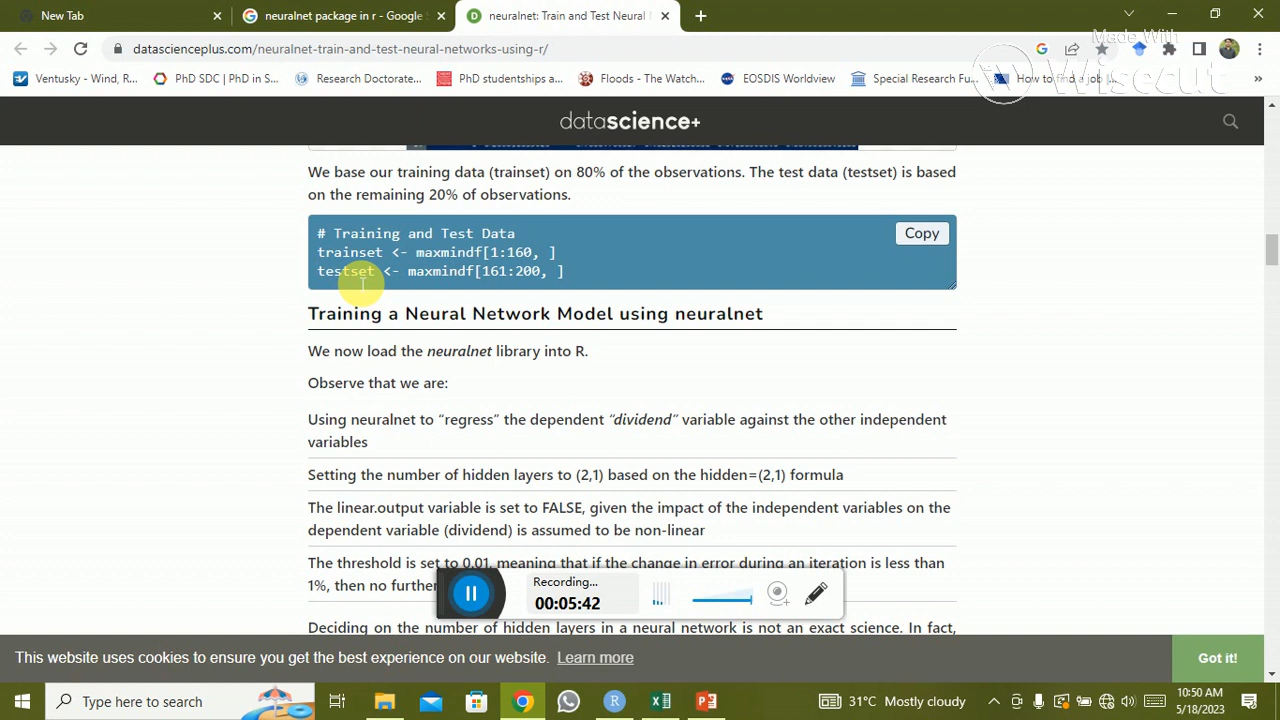 New Tab
neuralnet package in r - Google S
neuralnet: Train and Test Neural N
datascienceplus.com/neuralnet-train-and-test-neural-networks-using-r/
Made With
Wisecut
Ventusky - Wind, R...
PhD SDC | PhD in S...
Research Doctorate...
PhD studentships a...
Floods - The Watch...
EOSDIS Worldview
Special Research Fu...
How to find a job |...
datascience+
We base our training data (trainset) on 80% of the observations. The test data (testset) is based
on the remaining 20% of observations.
# Training and Test Data
Copy
trainset <- maxmindf[1:160, ]
testset <- maxmindf[161:200, ]
Training a Neural Network Model using neuralnet
We now load the neuralnet library into R.
Observe that we are:
Using neuralnet to “regress” the dependent “dividend” variable against the other independent
variables
Setting the number of hidden layers to (2,1) based on the hidden=(2,1) formula
The linear.output variable is set to FALSE, given the impact of the independent variables on the
dependent variable (dividend) is assumed to be non-linear
The threshold is set to 0.01, meaning that if the change in error during an iteration is less than
1%, then no further
Recording...
00:05:42
Deciding on the number of hidden layers in a neural network is not an exact science. In fact,
This website uses cookies to ensure you get the best experience on our website. Learn more
Got it!
Type here to search
31°C Mostly cloudy
10:50 AM
5/18/2023